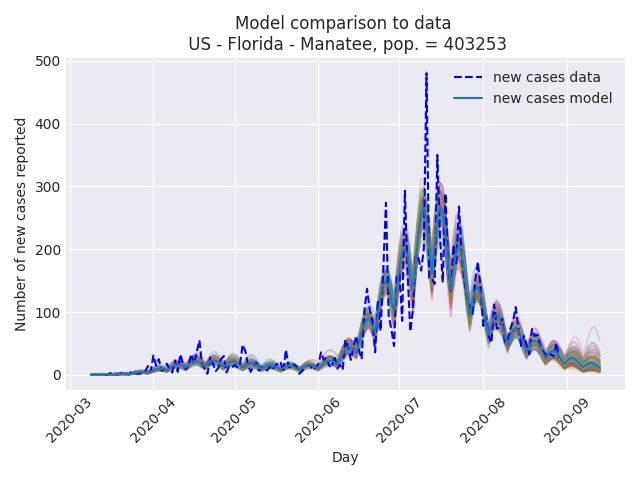 Model comparison to data
US - Florida - Manatee, pop. = 403253
500
400
300
200
100
0
Number of new cases reported
new cases data
new cases model
2020-03
2020-04
2020-05
2020-06
2020-07
2020-08
2020-09
Day